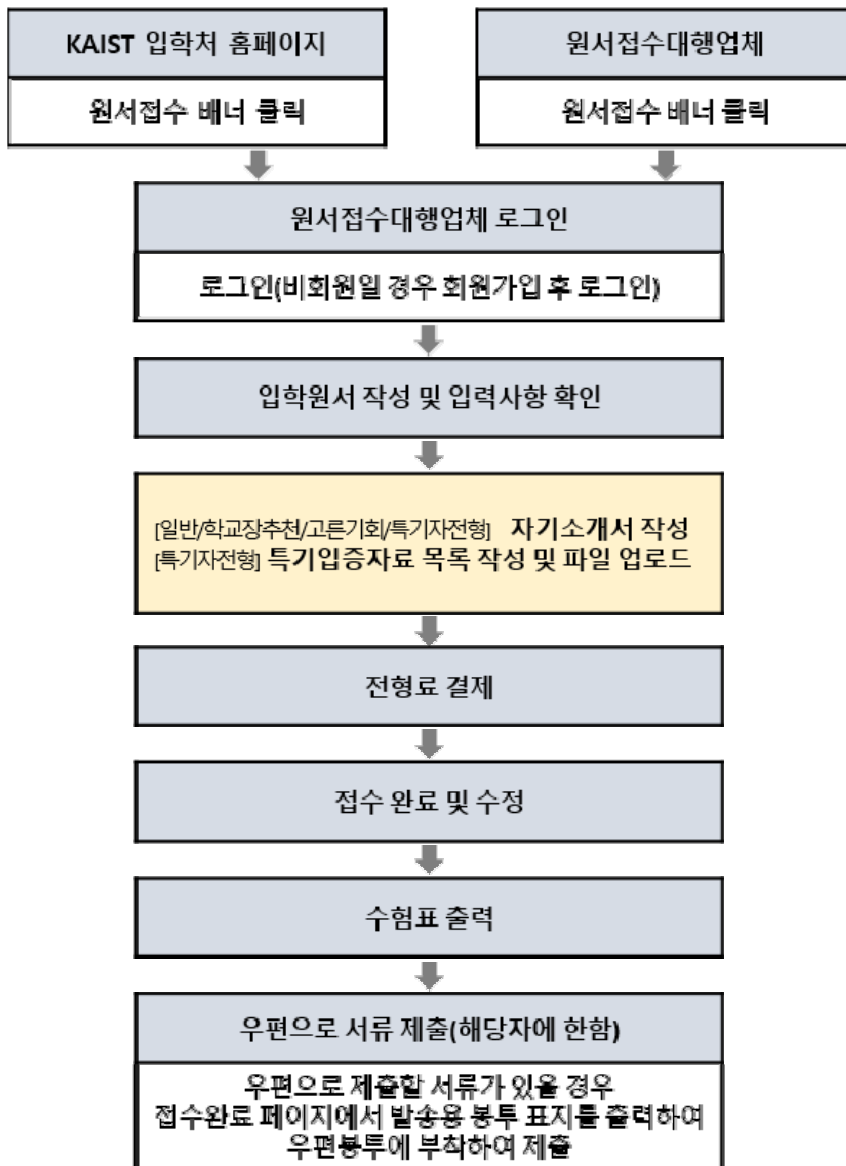 KAIST 입학처 홈페이지
원서접수 배너 클릭
원서접수대행업체
원서접수 배너 클릭
원서접수대행업체 로그인
로그인(비회원일 경우 회원가입 후 로그인)
입학원서 작성 및 입력사항 확인
[일반/학교장추천/고른기회/특기자전형] 자기소개서 작성
[특기자전형] 특기입증자료 목록 작성 및 파일 업로드
전형료 결제
접수 완료 및 수정
수험표 출력
우편으로 서류 제출(해당자에 한함)
우편으로 제출할 서류가 있을 경우
접수완료 페이지에서 발송용 봉투 표지를 출력하여
우편봉투에 부착하여 제출